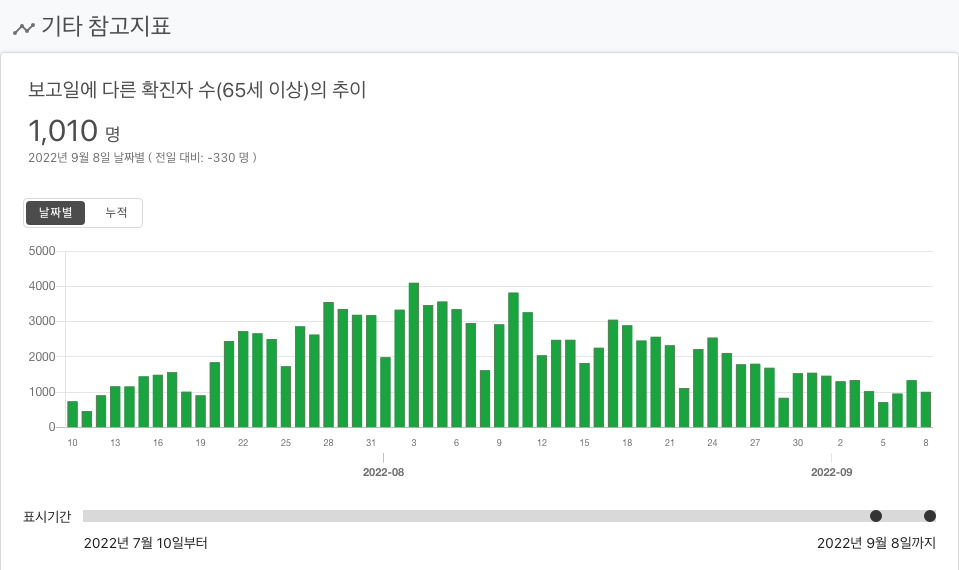 기타 참고지표
보고일에 다른 확진자 수(65세 이상)의 추이
1,010 명
2022년 9월 8일 날짜별 ( 전일 대비: -330 명 )
날짜별 누적
5000
4000
3000
2000
1000
0
10 13 16 19 22 25 28 31 3 6 9 12 15 18 21 24 27 30 2 5 8
2022-08 2022-09
표시기간
2022년 7월 10일부터 2022년 9월 8일까지